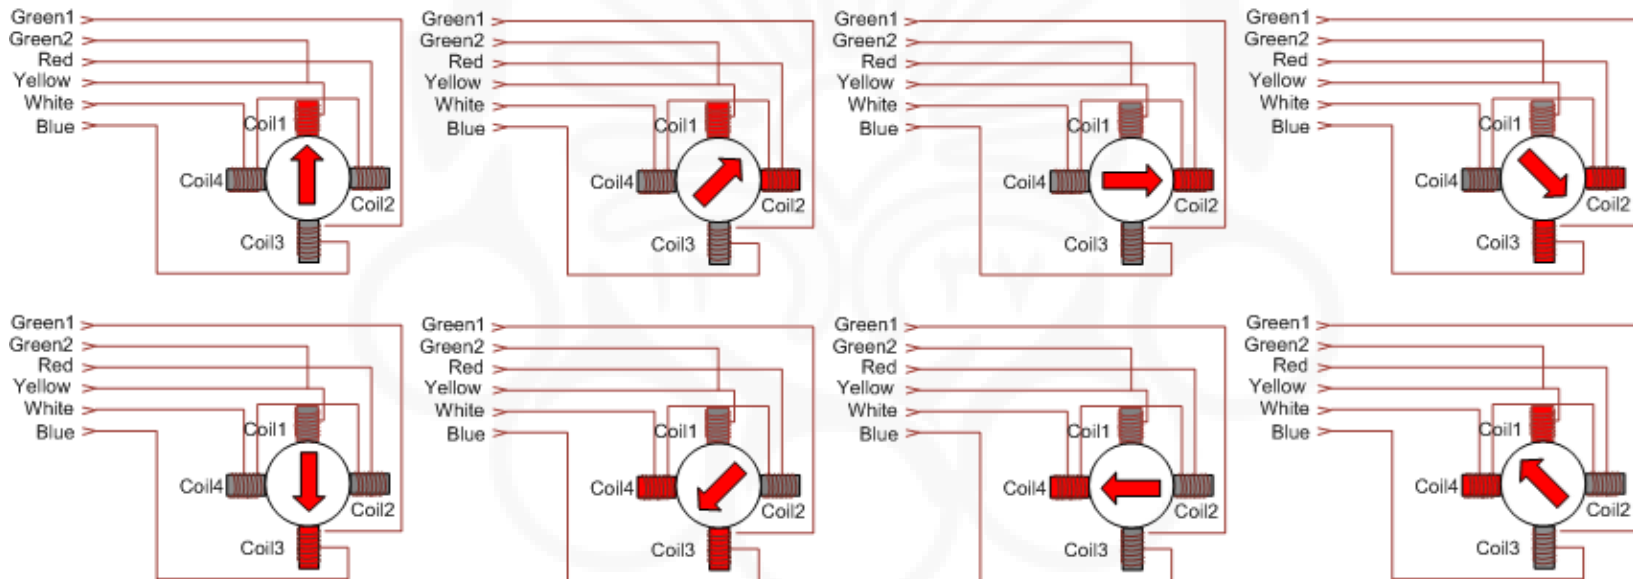 Green1
Green2
Red
Yellow
White
Blue
Coil1
Coil4
Coil2
Coil3
Green1
Green2
Red
Yellow
White
Blue
Coil1
Coil4
Coil2
Coil3
Green1
Green2
Red
Yellow
White
Blue
Coil1
Coil4
Coil2
Coil3
Green1
Green2
Red
Yellow
White
Blue
Coil1
Coil4
Coil2
Coil3
Green1
Green2
Red
Yellow
White
Blue
Coil1
Coil4
Coil2
Coil3
Green1
Green2
Red
Yellow
White
Blue
Coil1
Coil4
Coil2
Coil3
Green1
Green2
Red
Yellow
White
Blue
Coil1
Coil4
Coil2
Coil3
Green1
Green2
Red
Yellow
White
Blue
Coil1
Coil4
Coil2
Coil3